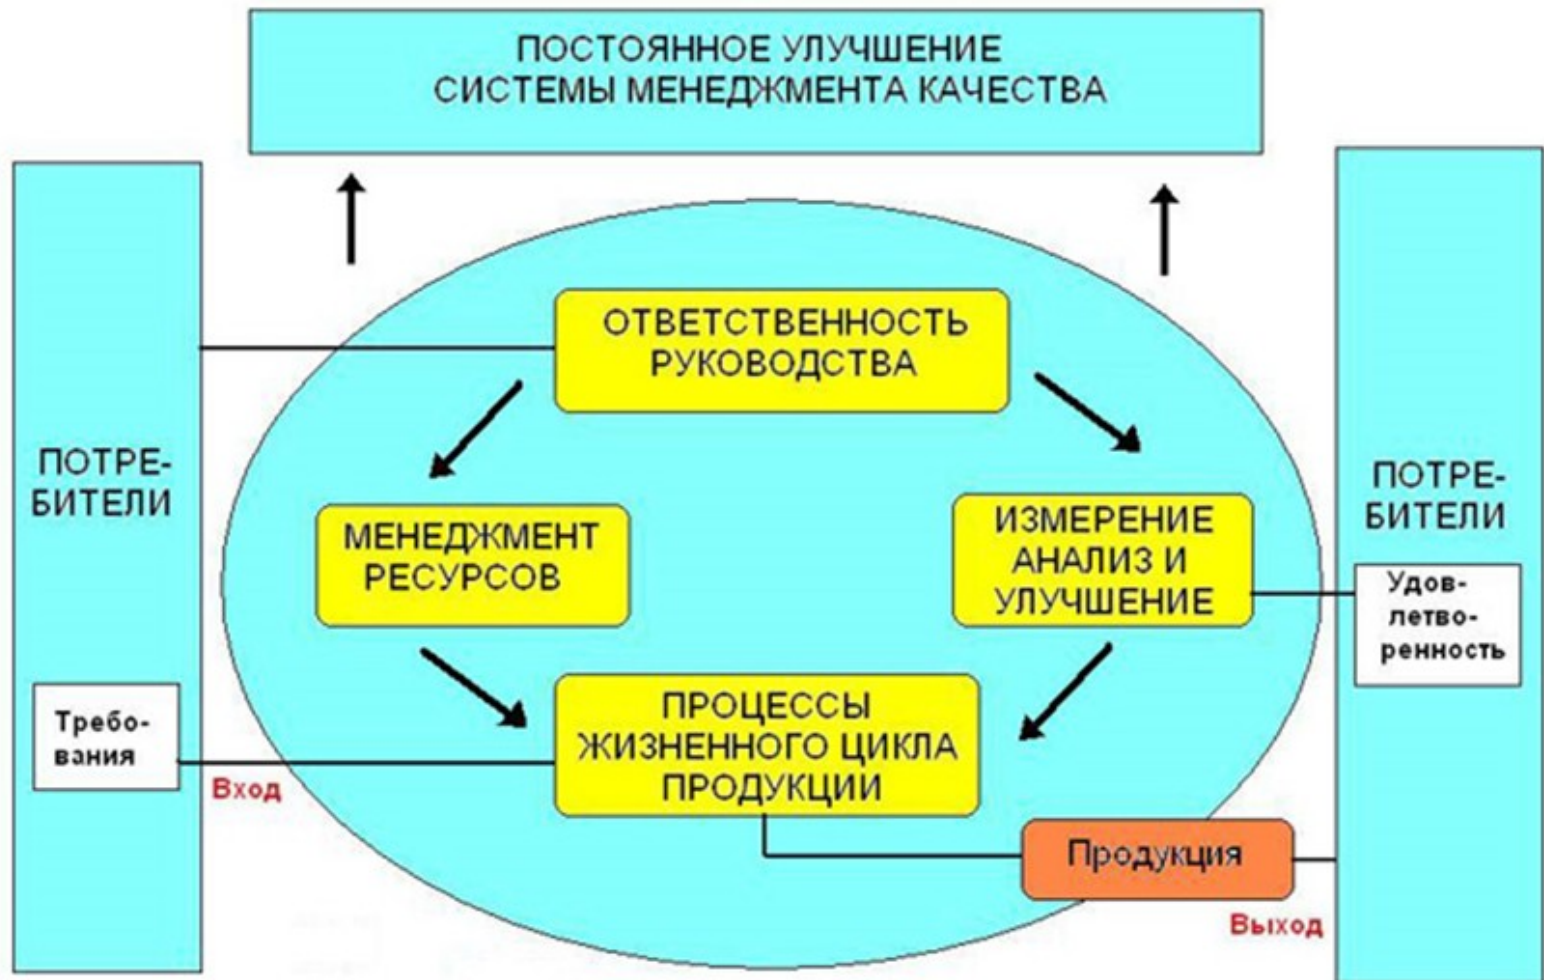 ПОСТОЯННОЕ УЛУЧШЕНИЕ
СИСТЕМЫ МЕНЕДЖМЕНТА КАЧЕСТВА
ОТВЕТСТВЕННОСТЬ
РУКОВОДСТВА
ПОТРЕ-
БИТЕЛИ
ПОТРЕ-
БИТЕЛИ
МЕНЕДЖМЕНТ
РЕСУРСОВ
ИЗМЕРЕНИЕ
АНАЛИЗ И
УЛУЧШЕНИЕ
Удов-
летво-
ренность
Требо-
вания
Вход
ПРОЦЕССЫ
ЖИЗНЕННОГО ЦИКЛА
ПРОДУКЦИИ
Продукция
Выход